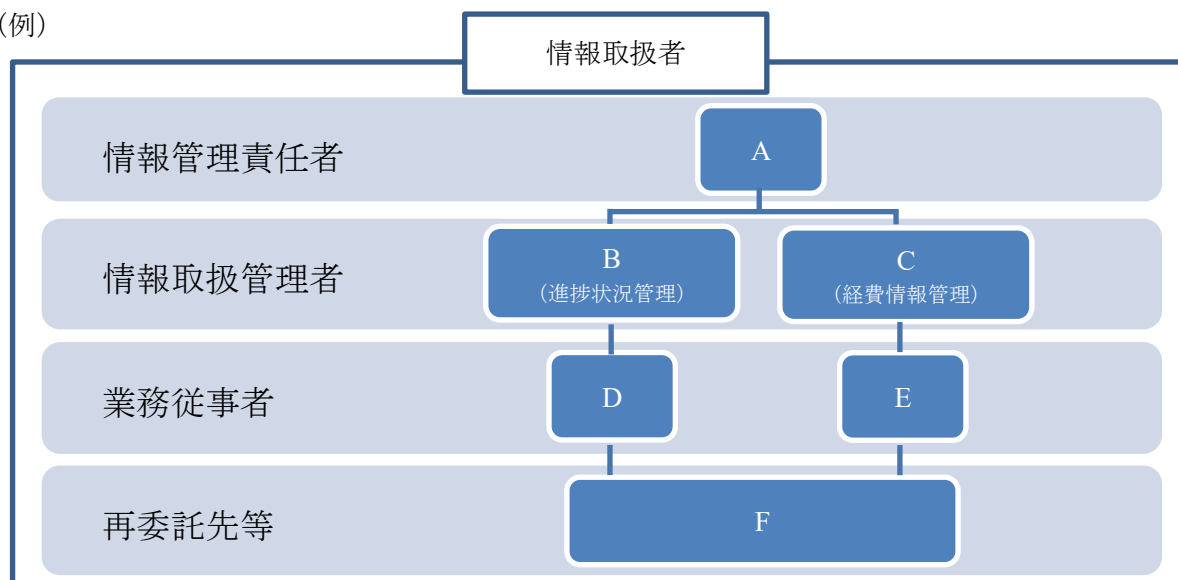 (例)
情報取扱者
情報管理責任者
A
情報取扱管理者
B
(進捗状況管理)
C
(経費情報管理)
業務従事者
D
E
再委託先等
F